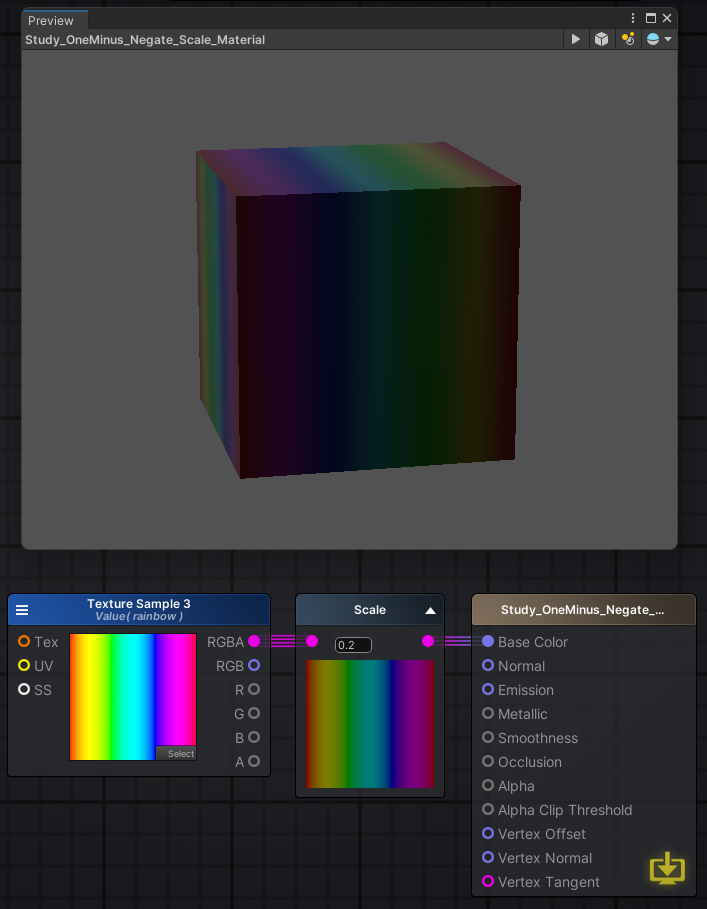 Preview
Study_OneMinus_Negate_Scale_Material
Texture Sample 3
Value( rainbow )
Tex
UV
SS
Select
RGBA
RGB
R
G
B
A
Scale
0.2
Study_OneMinus_Negate_...
Base Color
Normal
Emission
Metallic
Smoothness
Occlusion
Alpha
Alpha Clip Threshold
Vertex Offset
Vertex Normal
Vertex Tangent